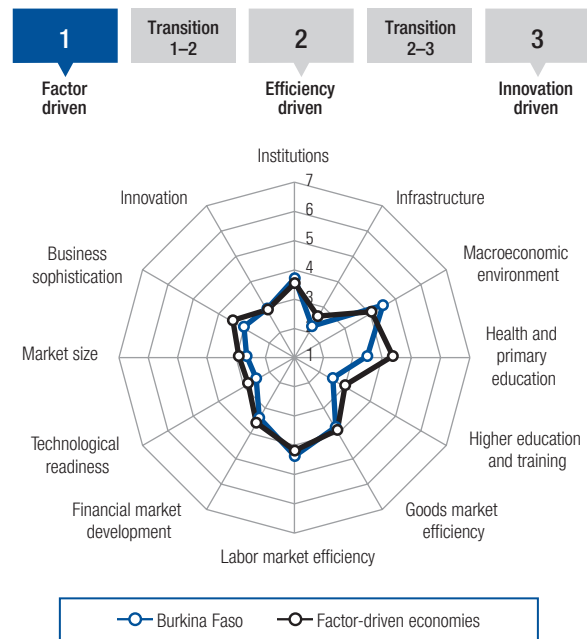 1
Transition
1–2
2
Transition
2–3
3
Factor
driven
Efficiency
driven
Innovation
driven
Institutions
Infrastructure
Macroeconomic
environment
Health and
primary
education
Higher education
and training
Goods market
efficiency
Labor market efficiency
Financial market
development
Technological
readiness
Market size
Business
sophistication
Innovation
7
6
5
4
3
1
Burkina Faso
Factor-driven economies